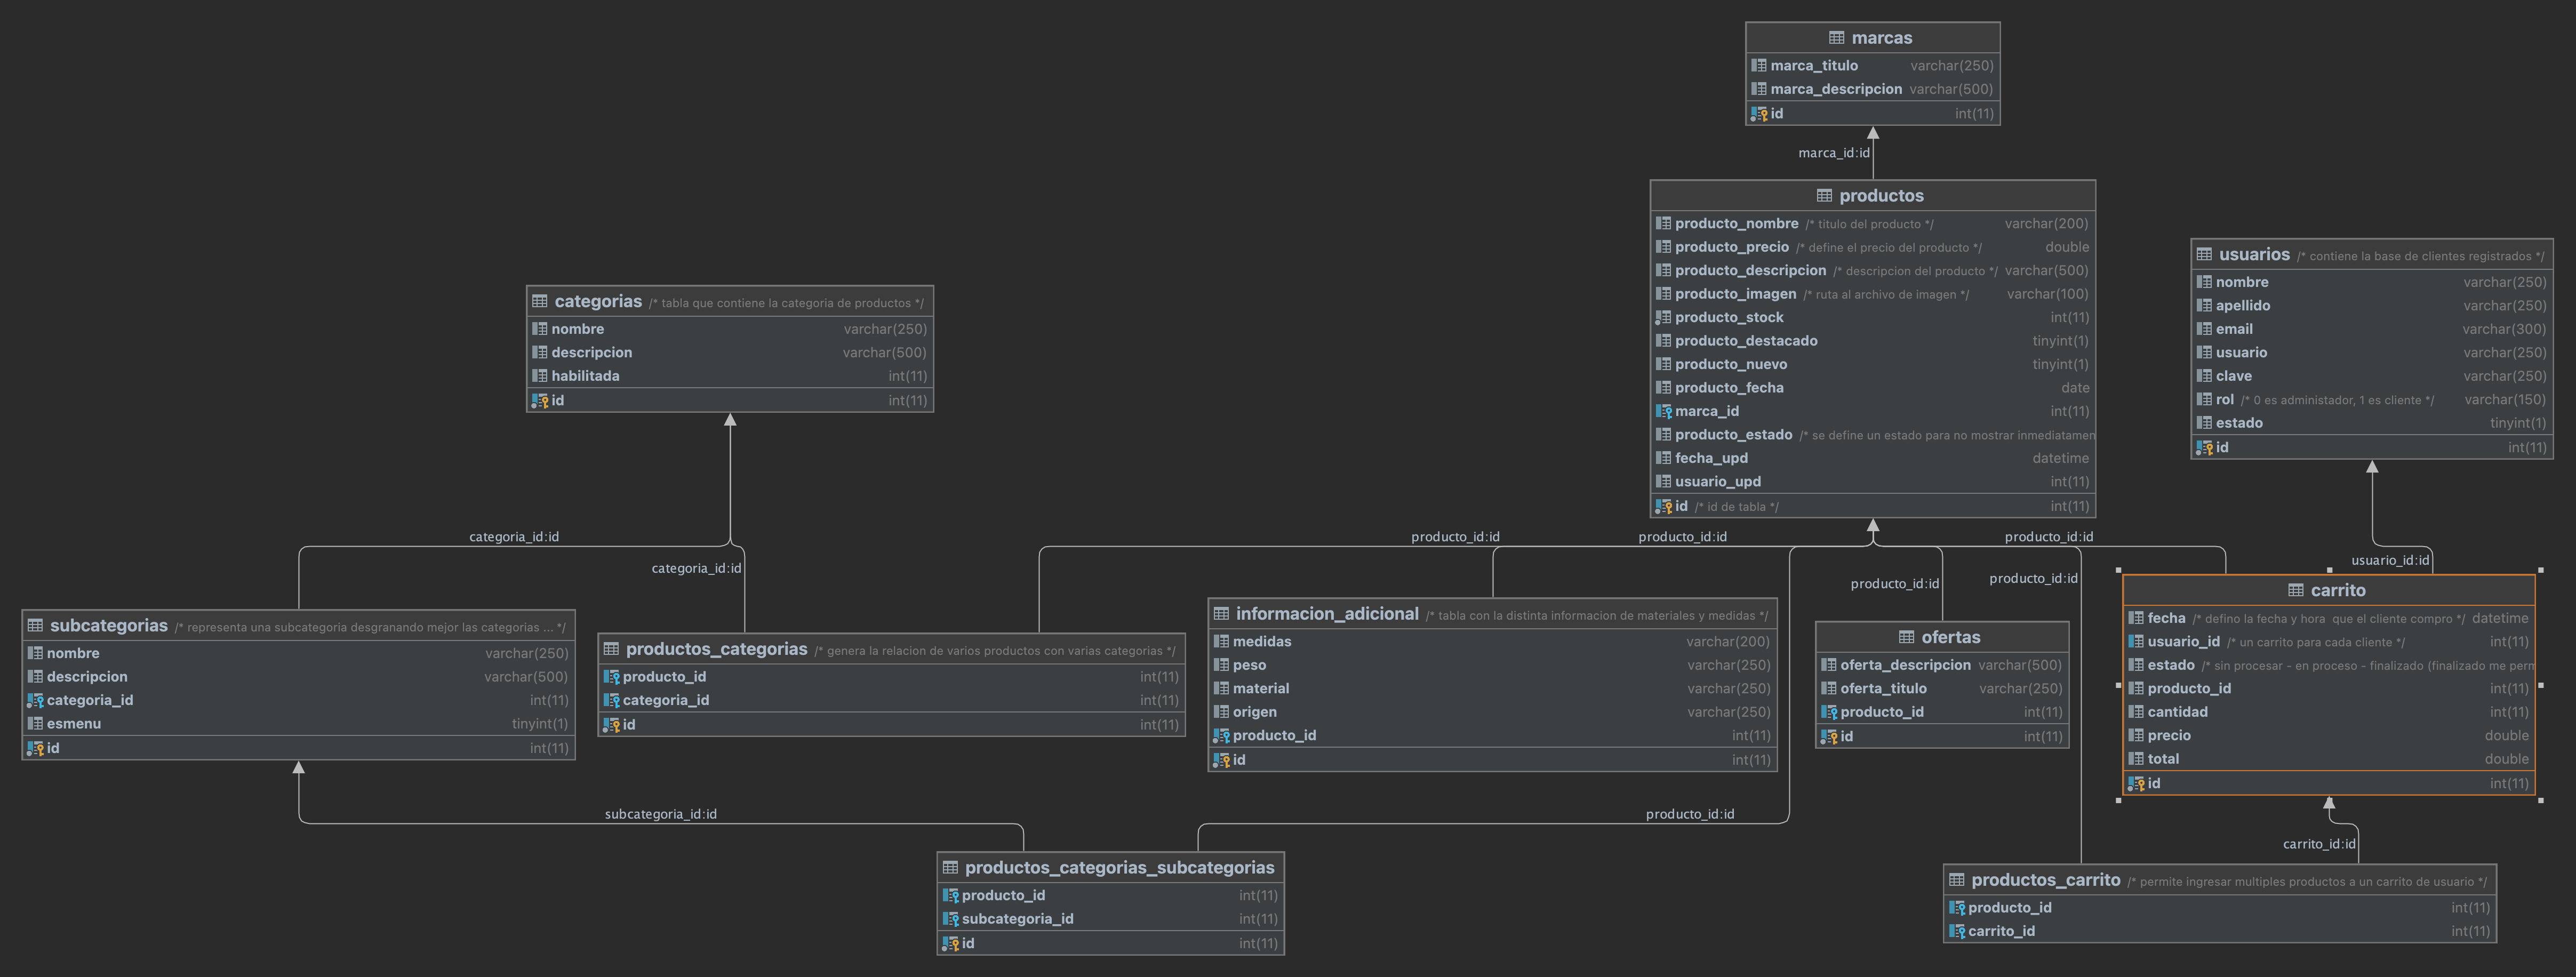 marcas
marca_titulo varchar(250)
marca_descripcion varchar(500)
id int(11)
marca_id:id
productos
producto_nombre /* titulo del producto */ varchar(200)
producto_precio /* define el precio del producto */ double
producto_descripcion /* descripcion del producto */ varchar(500)
producto_imagen /* ruta al archivo de imagen */ varchar(100)
producto_stock int(11)
producto_destacado tinyint(1)
producto_nuevo tinyint(1)
producto_fecha date
marca_id int(11)
producto_estado /* se define un estado para no mostrar inmediatamen
fecha_upd datetime
usuario_upd int(11)
id /* id de tabla */ int(11)
usuarios /* contiene la base de clientes registrados */
nombre varchar(250)
apellido varchar(250)
email varchar(300)
usuario varchar(250)
clave varchar(250)
rol /* 0 es administador, 1 es cliente */ varchar(150)
estado tinyint(1)
id int(11)
categorias /* tabla que contiene la categoria de productos */
nombre varchar(250)
descripcion varchar(500)
habilitada int(11)
id int(11)
categoria_id:id
categoria_id:id
producto_id:id
producto_id:id
producto_id:id
producto_id:id
producto_id:id
usuario_id:id
subcategorias /* representa una subcategoria desgranando mejor las categorias ... */
nombre varchar(250)
descripcion varchar(500)
categoria_id int(11)
esmenu tinyint(1)
id int(11)
productos_categorias /* genera la relacion de varios productos con varias categorias */
producto_id int(11)
categoria_id int(11)
id int(11)
informacion_adicional /* tabla con la distinta informacion de materiales y medidas */
medidas varchar(200)
peso varchar(250)
material varchar(250)
origen varchar(250)
producto_id int(11)
id int(11)
ofertas
oferta_descripcion varchar(500)
oferta_titulo varchar(250)
producto_id int(11)
id int(11)
carrito
fecha /* defino la fecha y hora  que el cliente compro */ datetime
usuario_id /* un carrito para cada cliente */ int(11)
estado /* sin procesar - en proceso - finalizado (finalizado me perm
producto_id int(11)
cantidad int(11)
precio double
total double
id int(11)
subcategoria_id:id
producto_id:id
carrito_id:id
productos_categorias_subcategorias
producto_id int(11)
subcategoria_id int(11)
id int(11)
productos_carrito /* permite ingresar multiples productos a un carrito de usuario */
producto_id int(11)
carrito_id int(11)